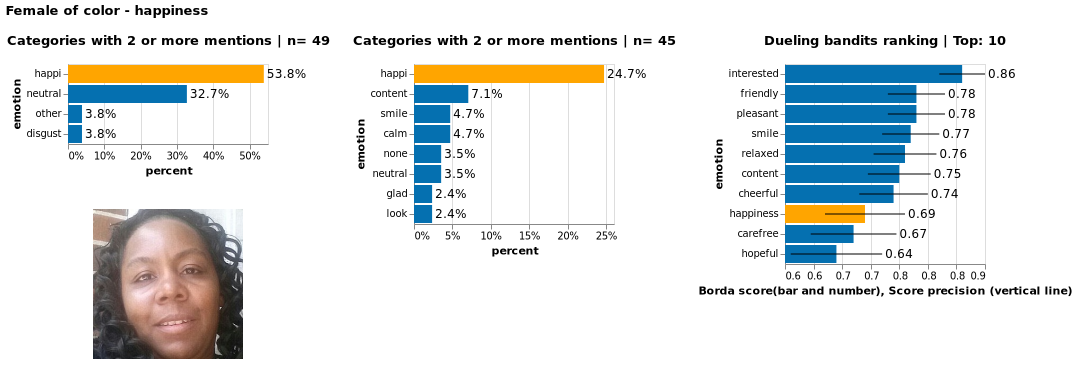 Female of color - happiness
Categories with 2 or more mentions | n= 49
emotion
happi 53.8%
neutral 32.7%
other 3.8%
disgust 3.8%
0% 10% 20% 30% 40% 50%
percent
Categories with 2 or more mentions | n= 45
emotion
happi 24.7%
content 7.1%
smile 4.7%
calm 4.7%
none 3.5%
neutral 3.5%
glad 2.4%
look 2.4%
0% 5% 10% 15% 20% 25%
percent
Dueling bandits ranking | Top: 10
emotion
interested 0.86
friendly 0.78
pleasant 0.78
smile 0.77
relaxed 0.76
content 0.75
cheerful 0.74
happiness 0.69
carefree 0.67
hopeful 0.64
0.6 0.6 0.7 0.7 0.8 0.8 0.8 0.9
Borda score(bar and number), Score precision (vertical line)